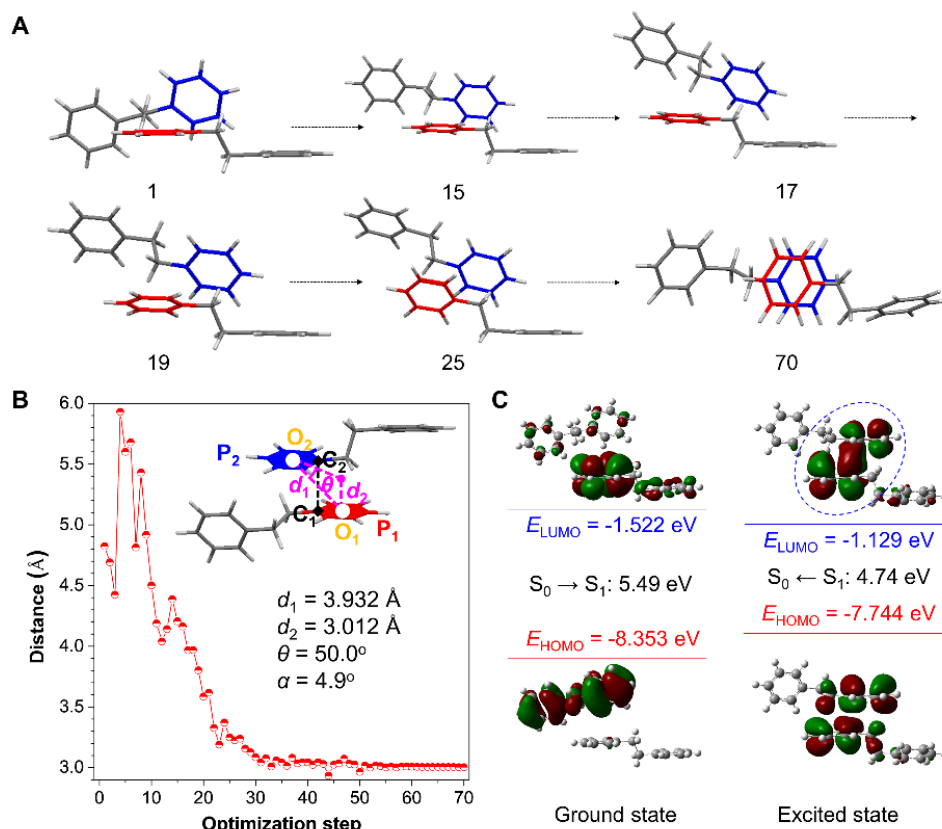 A
1
15
17
19
25
70
B
Distance (Å)
6.0
5.5
5.0
4.5
4.0
3.5
3.0
0 10 20 30 40 50 60 70
Optimization step
P2
O2
C2
d1
θ
d2
C1
O1
P1
d1 = 3.932 Å
d2 = 3.012 Å
θ = 50.0°
α = 4.9°
C
ELUMO = -1.522 eV
S0 → S1: 5.49 eV
EHOMO = -8.353 eV
Ground state
ELUMO = -1.129 eV
S0 ← S1: 4.74 eV
EHOMO = -7.744 eV
Excited state